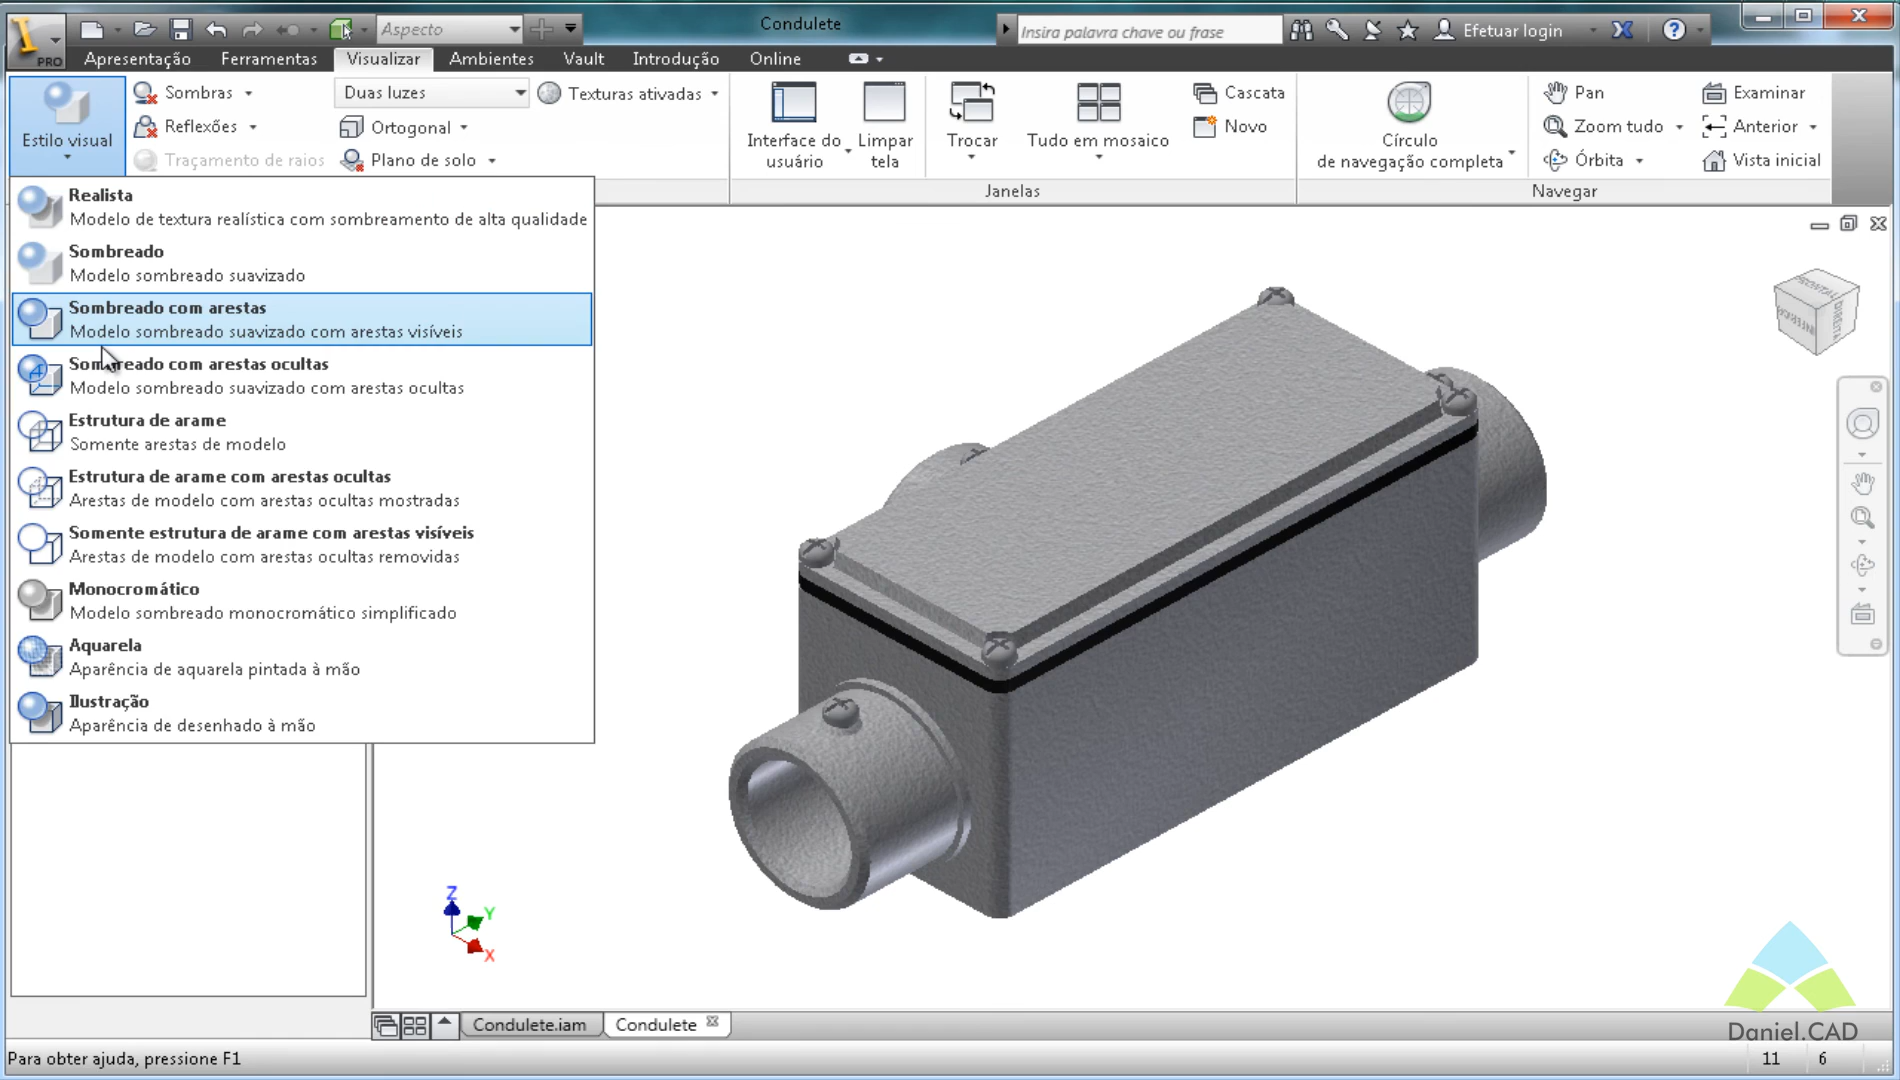 Aspecto
Condulete
Insira palavra chave ou frase
Efetuar login
PRO
Apresentação
Ferramentas
Visualizar
Ambientes
Vault
Introdução
Online
Estilo visual
Sombras
Reflexões
Traçamento de raios
Duas luzes
Ortogonal
Plano de solo
Texturas ativadas
Interface do
usuário
Limpar
tela
Trocar
Tudo em mosaico
Cascata
Novo
Círculo
de navegação completa
Pan
Zoom tudo
Órbita
Examinar
Anterior
Vista inicial
Janelas
Navegar
Realista
Modelo de textura realística com sombreamento de alta qualidade
Sombreado
Modelo sombreado suavizado
Sombreado com arestas
Modelo sombreado suavizado com arestas visíveis
Sombreado com arestas ocultas
Modelo sombreado suavizado com arestas ocultas
Estrutura de arame
Somente arestas de modelo
Estrutura de arame com arestas ocultas
Arestas de modelo com arestas ocultas mostradas
Somente estrutura de arame com arestas visíveis
Arestas de modelo com arestas ocultas removidas
Monocromático
Modelo sombreado monocromático simplificado
Aquarela
Aparência de aquarela pintada à mão
Ilustração
Aparência de desenhado à mão
FRONTAL
DIREITA
INFERIOR
Z
Y
X
Condulete.iam
Condulete
Daniel.CAD
Para obter ajuda, pressione F1
11
6